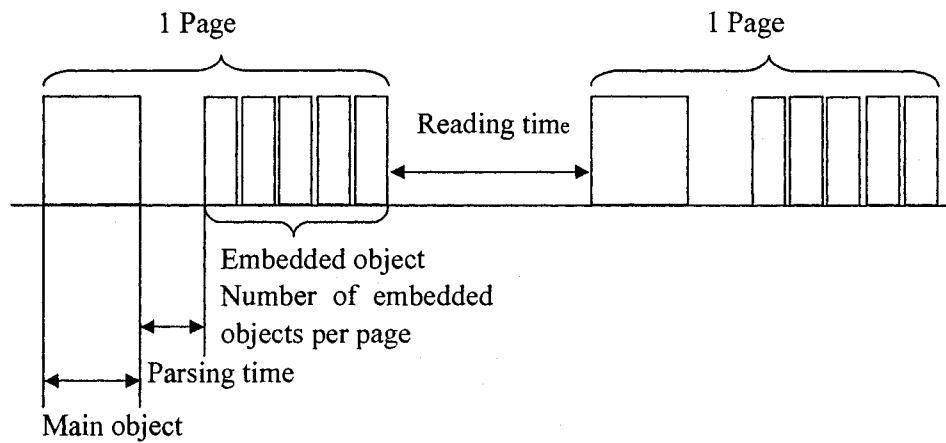 1 Page
1 Page
Reading time
Embedded object
Number of embedded
objects per page
Parsing time
Main object